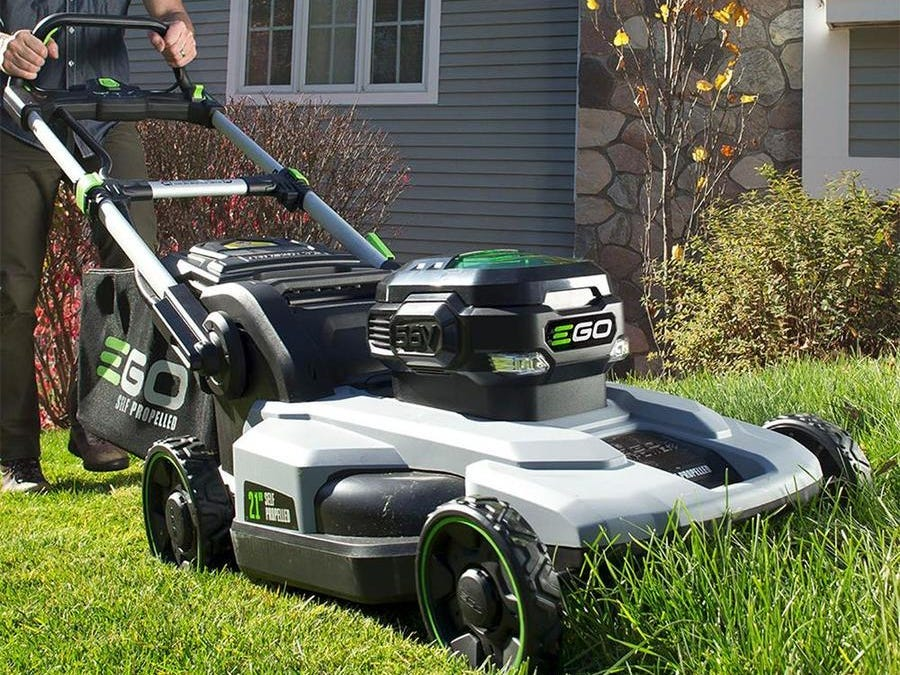 56V
EGO
EGO
SELF PROPELLED
21"
SELF
PROPELLED